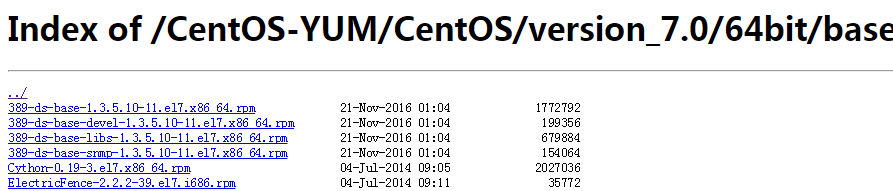 Index of /CentOS-YUM/CentOS/version_7.0/64bit/base
../
389-ds-base-1.3.5.10-11.el7.x86_64.rpm 21-Nov-2016 01:04 1772792
389-ds-base-devel-1.3.5.10-11.el7.x86_64.rpm 21-Nov-2016 01:04 199356
389-ds-base-libs-1.3.5.10-11.el7.x86_64.rpm 21-Nov-2016 01:04 679884
389-ds-base-snmp-1.3.5.10-11.el7.x86_64.rpm 21-Nov-2016 01:04 154064
Cython-0.19-3.el7.x86_64.rpm 04-Jul-2014 09:05 2027036
ElectricFence-2.2.2-39.el7.i686.rpm 04-Jul-2014 09:11 35772